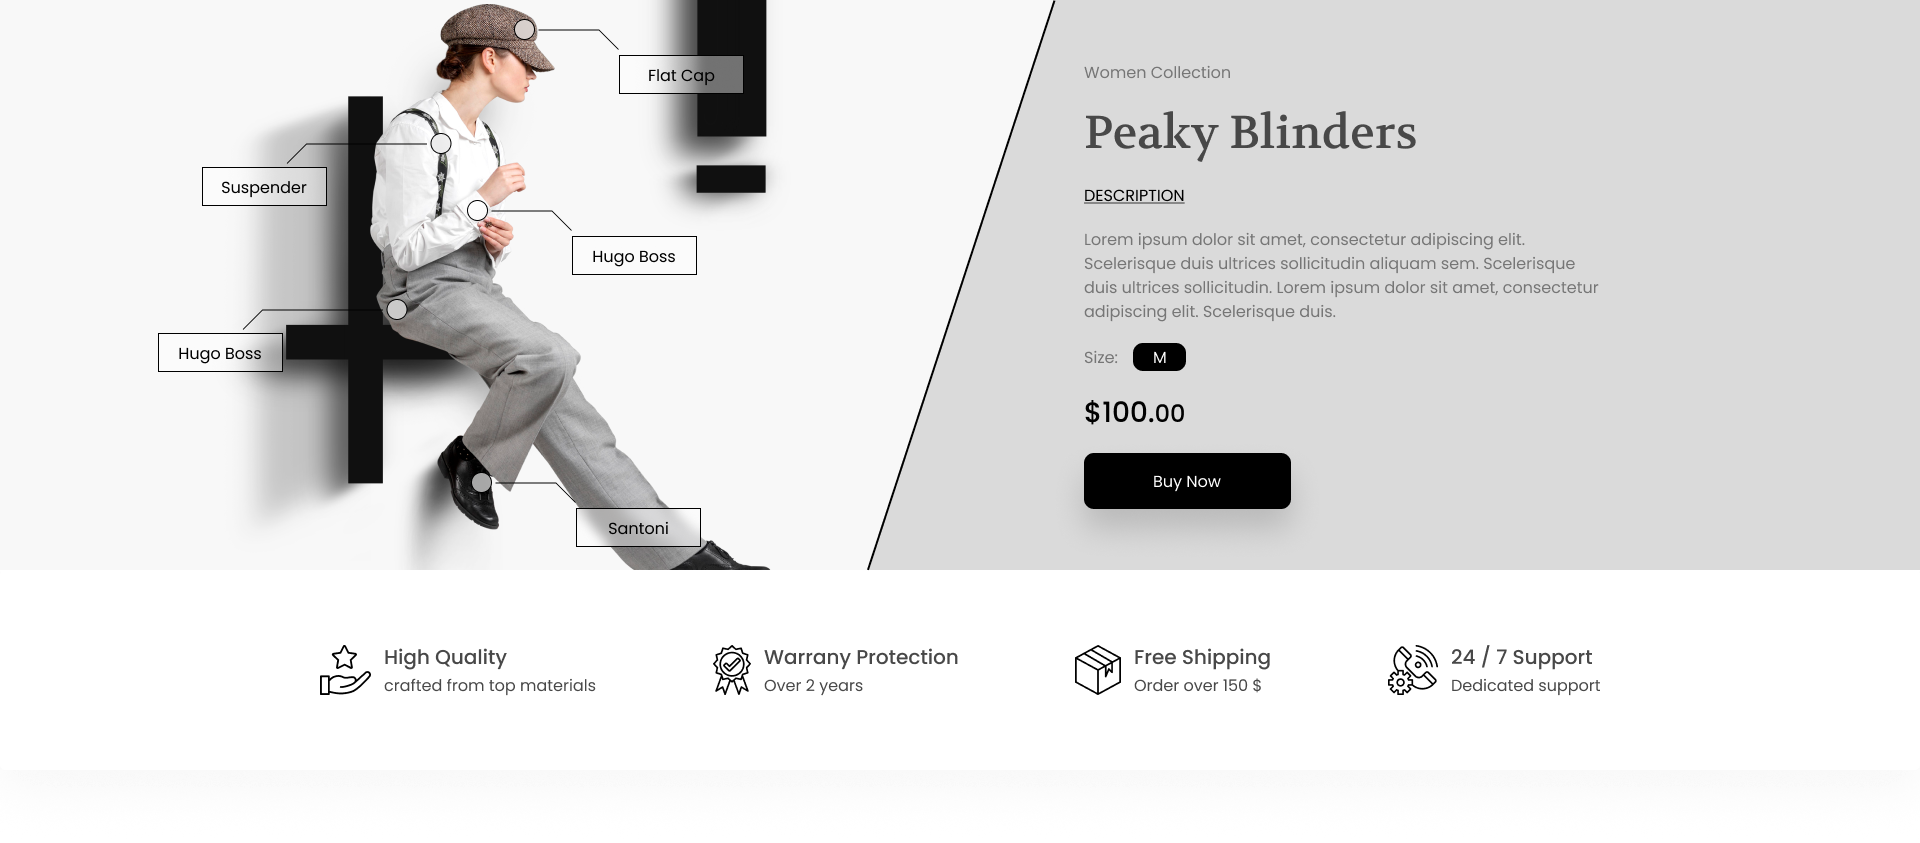 Flat Cap
Suspender
Hugo Boss
Hugo Boss
Santoni
Women Collection
Peaky Blinders
DESCRIPTION
Lorem ipsum dolor sit amet, consectetur adipiscing elit.
Scelerisque duis ultrices sollicitudin aliquam sem. Scelerisque
duis ultrices sollicitudin. Lorem ipsum dolor sit amet, consectetur
adipiscing elit. Scelerisque duis.
Size: M
$100.00
Buy Now
High Quality
crafted from top materials
Warrany Protection
Over 2 years
Free Shipping
Order over 150 $
24 / 7 Support
Dedicated support